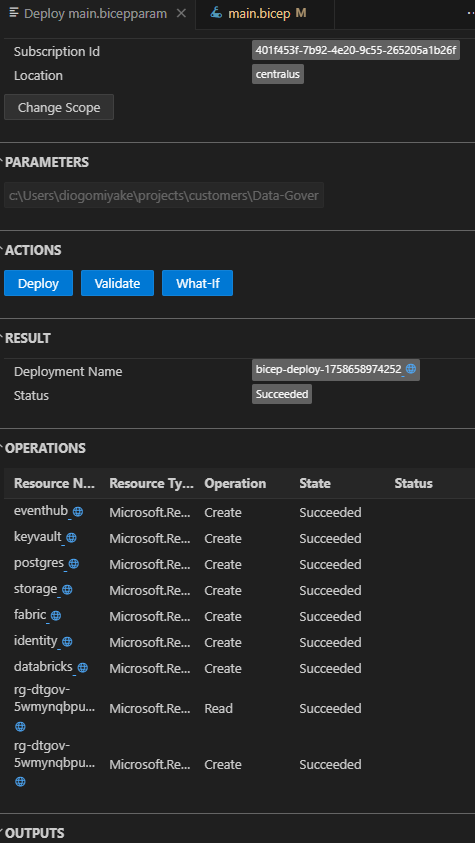 Deploy main.bicepparam
main.bicep M
Subscription Id 401f453f-7b92-4e20-9c55-265205a1b26f
Location centralus
Change Scope
PARAMETERS
c:\Users\diogomiyake\projects\customers\Data-Gover
ACTIONS
Deploy Validate What-If
RESULT
Deployment Name bicep-deploy-1758658974252
Status Succeeded
OPERATIONS
Resource N... Resource Ty... Operation State Status
eventhub Microsoft.Re... Create Succeeded
keyvault Microsoft.Re... Create Succeeded
postgres Microsoft.Re... Create Succeeded
storage Microsoft.Re... Create Succeeded
fabric Microsoft.Re... Create Succeeded
identity Microsoft.Re... Create Succeeded
databricks Microsoft.Re... Create Succeeded
rg-dtgov-
5wmynqbpu... Microsoft.Re... Read Succeeded
rg-dtgov-
5wmynqbpu... Microsoft.Re... Create Succeeded
OUTPUTS